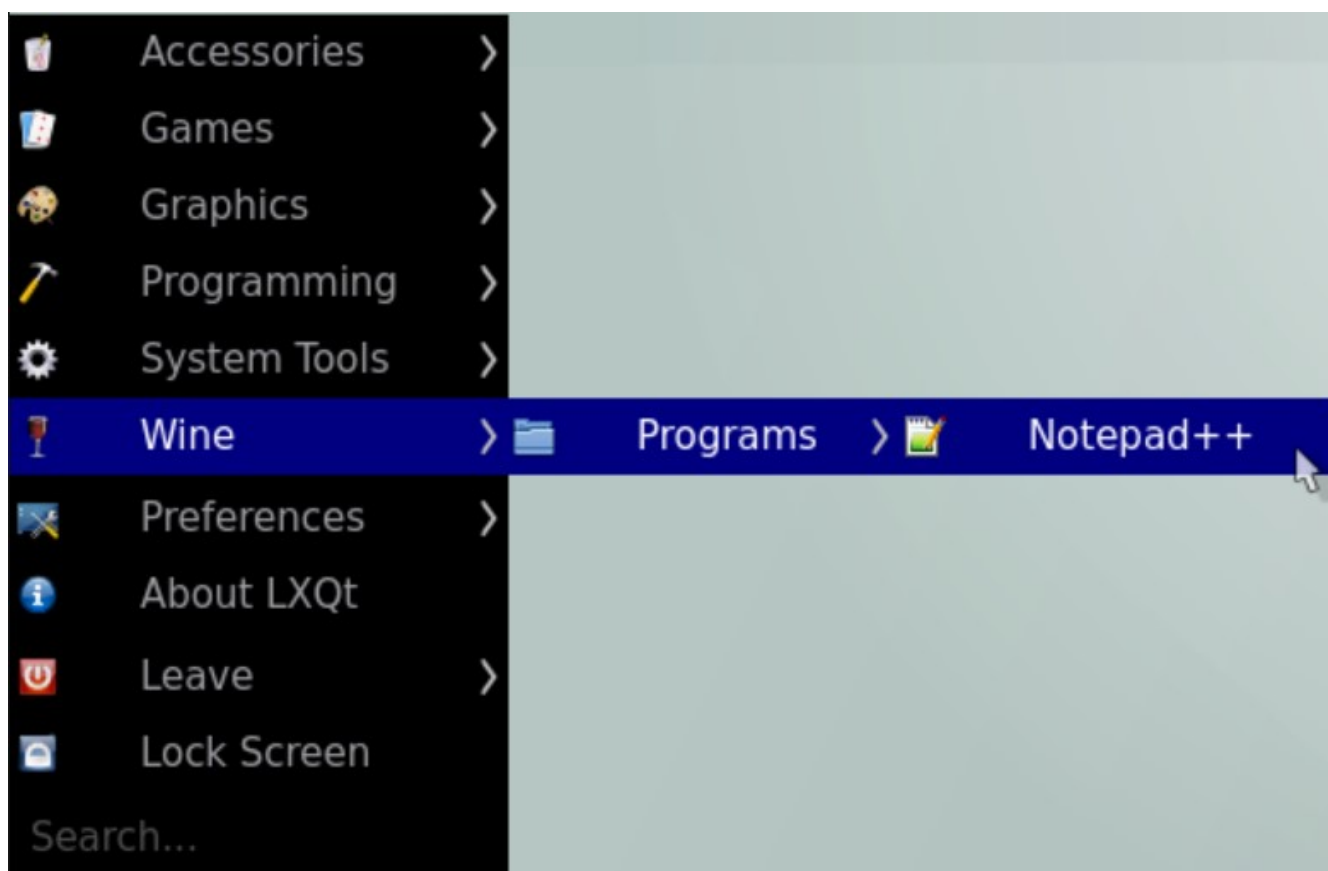 Accessories
Games
Graphics
Programming
System Tools
Wine Programs Notepad++
Preferences
About LXQt
Leave
Lock Screen
Search...